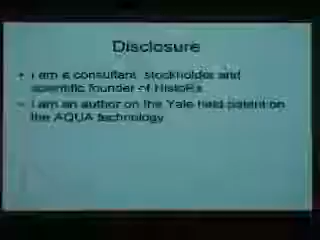 Disclosure
• I am a consultant, stockholder and
scientific founder of HistoRx
• I am an author on the Yale held patent on
the AQUA technology